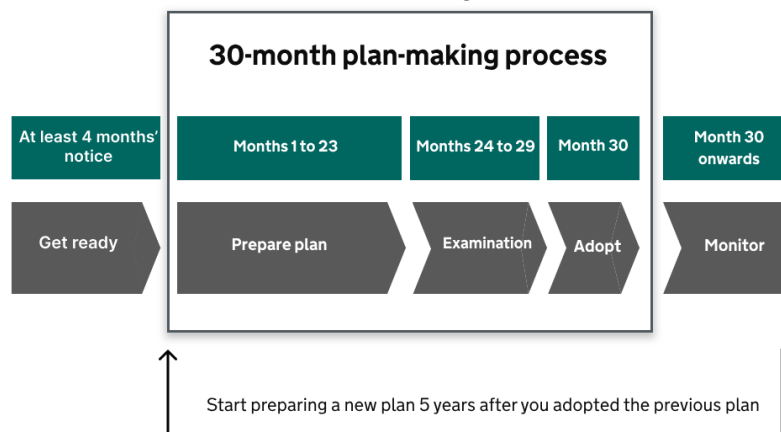 30-month plan-making process
At least 4 months'
notice
Months 1 to 23
Months 24 to 29
Month 30
Month 30
onwards
Get ready
Prepare plan
Examination
Adopt
Monitor
Start preparing a new plan 5 years after you adopted the previous plan